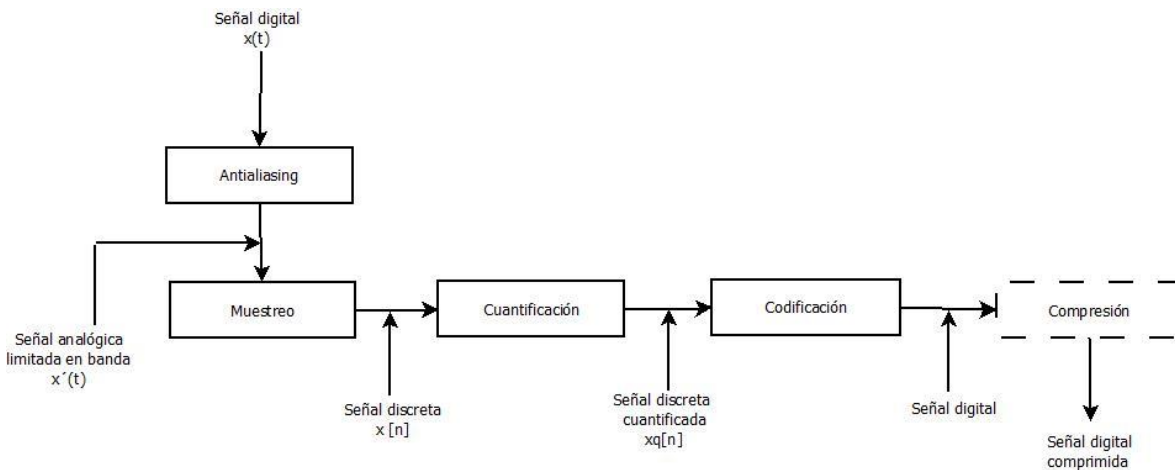 Señal digital
x(t)
Antialiasing
Muestreo
Cuantificación
Codificación
Compresión
Señal analógica
limitada en banda
x´(t)
Señal discreta
x [n]
Señal discreta
cuantificada
xq[n]
Señal digital
Señal digital
comprimida